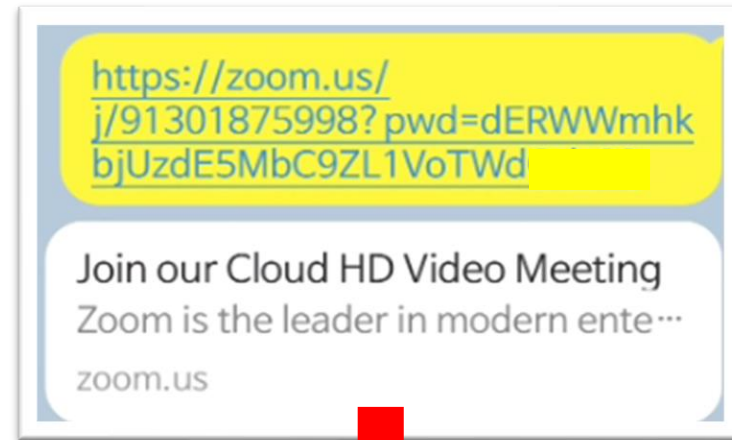 https://zoom.us/
j/91301875998?pwd=dERWWmhk
bjUzdE5MbC9ZL1VoTWd
Join our Cloud HD Video Meeting
Zoom is the leader in modern ente…
zoom.us